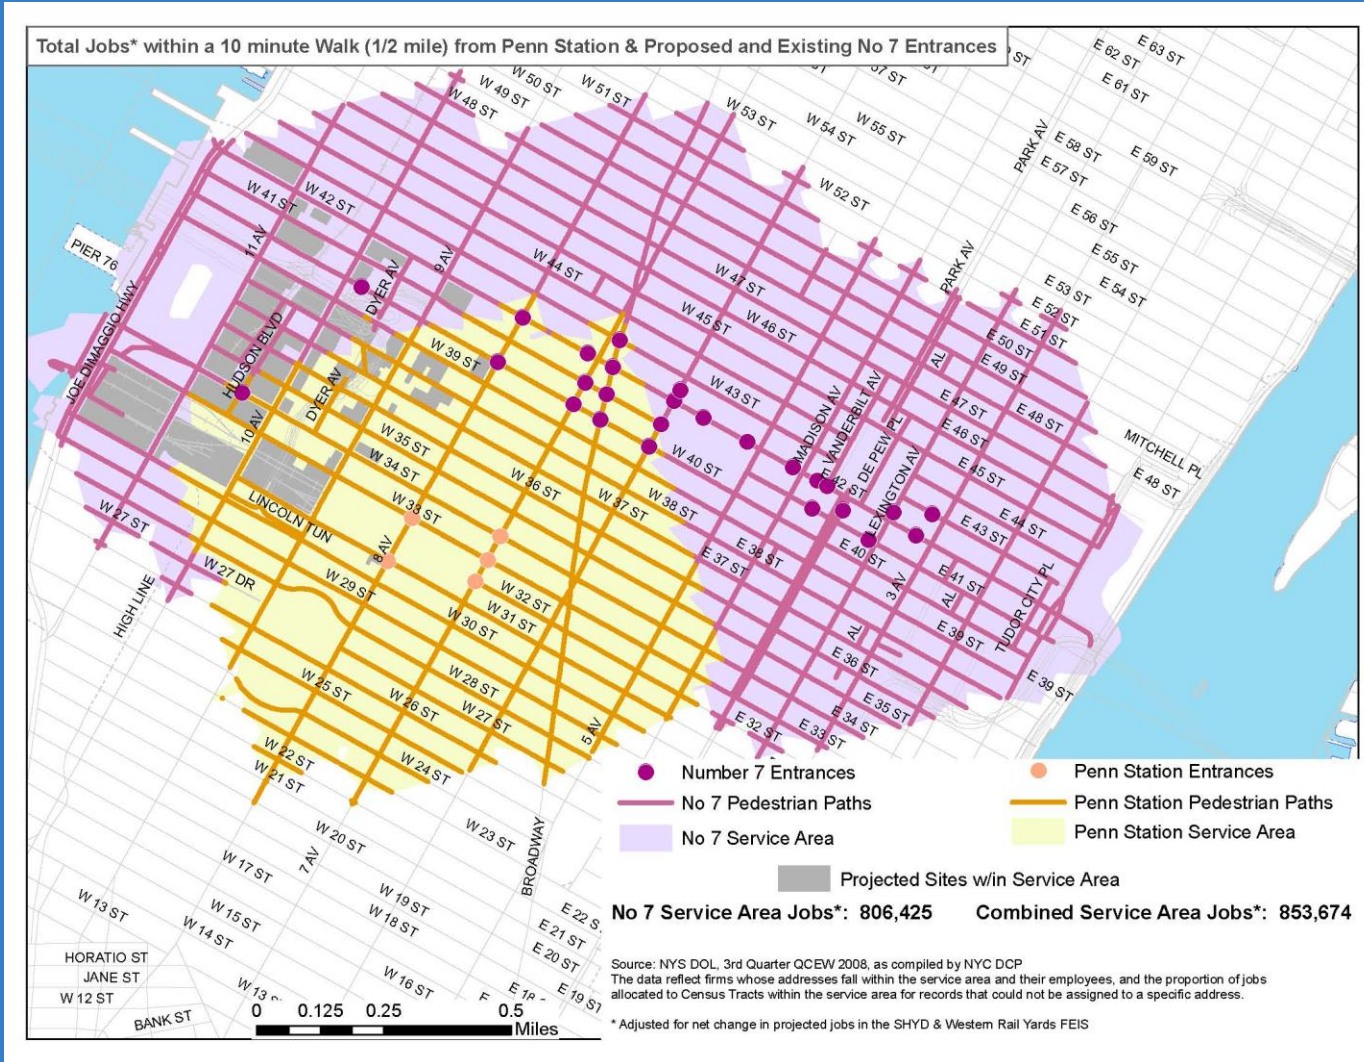 Total Jobs* within a 10 minute Walk (1/2 mile) from Penn Station & Proposed and Existing No 7 Entrances
E 63 ST
E 62 ST
E 61 ST
W 50 ST
W 51 ST
W 49 ST
W 48 ST
W 53 ST
W 54 ST
W 55 ST
PARK AV
E 58 ST
E 59 ST
E 57 ST
W 52 ST
W 41 ST
W 42 ST
E 56 ST
E 55 ST
E 54 ST
E 53 ST
E 52 ST
E 51 ST
E 50 ST
E 49 ST
E 48 ST
PIER 76
11 AV
9 AV
DYER AV
W 44 ST
W 47 ST
W 46 ST
W 45 ST
PARK AV
JOE DIMAGGIO HWY
HUDSON BLVD
W 39 ST
W 43 ST
AL
E 47 ST
E 46 ST
E 45 ST
MITCHELL PL
E 48 ST
DYER AV
10 AV
W 35 ST
W 34 ST
W 40 ST
MADISON AV
VANDERBILT AV
DE PEW PL
LEXINGTON AV
W 36 ST
W 37 ST
W 38 ST
42 ST
E 44 ST
E 43 ST
LINCOLN TUN
W 33 ST
8 AV
W 27 ST
W 27 DR
HIGH LINE
W 29 ST
W 32 ST
W 31 ST
W 30 ST
E 37 ST
E 38 ST
E 40 ST
3 AV
E 41 ST
AL
TUDOR CITY PL
AL
E 39 ST
E 36 ST
E 39 ST
W 25 ST
W 28 ST
W 26 ST
W 27 ST
E 35 ST
E 34 ST
E 33 ST
E 32 ST
5 AV
W 22 ST
W 21 ST
W 24 ST
W 20 ST
W 23 ST
7 AV
BROADWAY
W 17 ST
W 19 ST
W 18 ST
W 13 ST
W 15 ST
W 14 ST
W 16 ST
E 21 ST
E 20 ST
E 19 ST
HORATIO ST
JANE ST
W 12 ST
BANK ST
Number 7 Entrances
No 7 Pedestrian Paths
No 7 Service Area
Penn Station Entrances
Penn Station Pedestrian Paths
Penn Station Service Area
Projected Sites w/in Service Area
No 7 Service Area Jobs*: 806,425 Combined Service Area Jobs*: 853,674
Source: NYS DOL, 3rd Quarter QCEW 2008, as compiled by NYC DCP
The data reflect firms whose addresses fall within the service area and their employees, and the proportion of jobs
allocated to Census Tracts within the service area for records that could not be assigned to a specific address.
* Adjusted for net change in projected jobs in the SHYD & Western Rail Yards FEIS
0 0.125 0.25 0.5
Miles